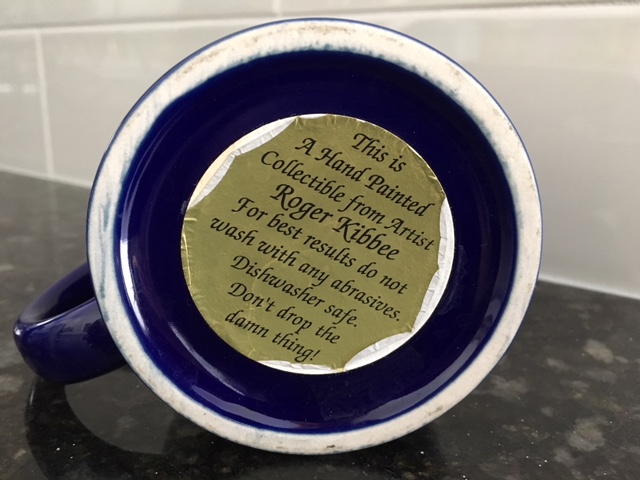 This is
A Hand Painted
Collectible from Artist
Roger Kibbee
For best results do not
wash with any abrasives.
Dishwasher safe.
Don't drop the
damn thing!